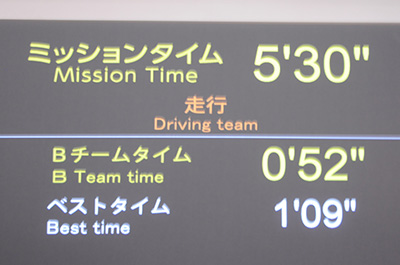 ミッションタイム 5'30"
Mission Time
走行
Driving team
Bチームタイム 0'52"
B Team time
ベストタイム 1'09"
Best time